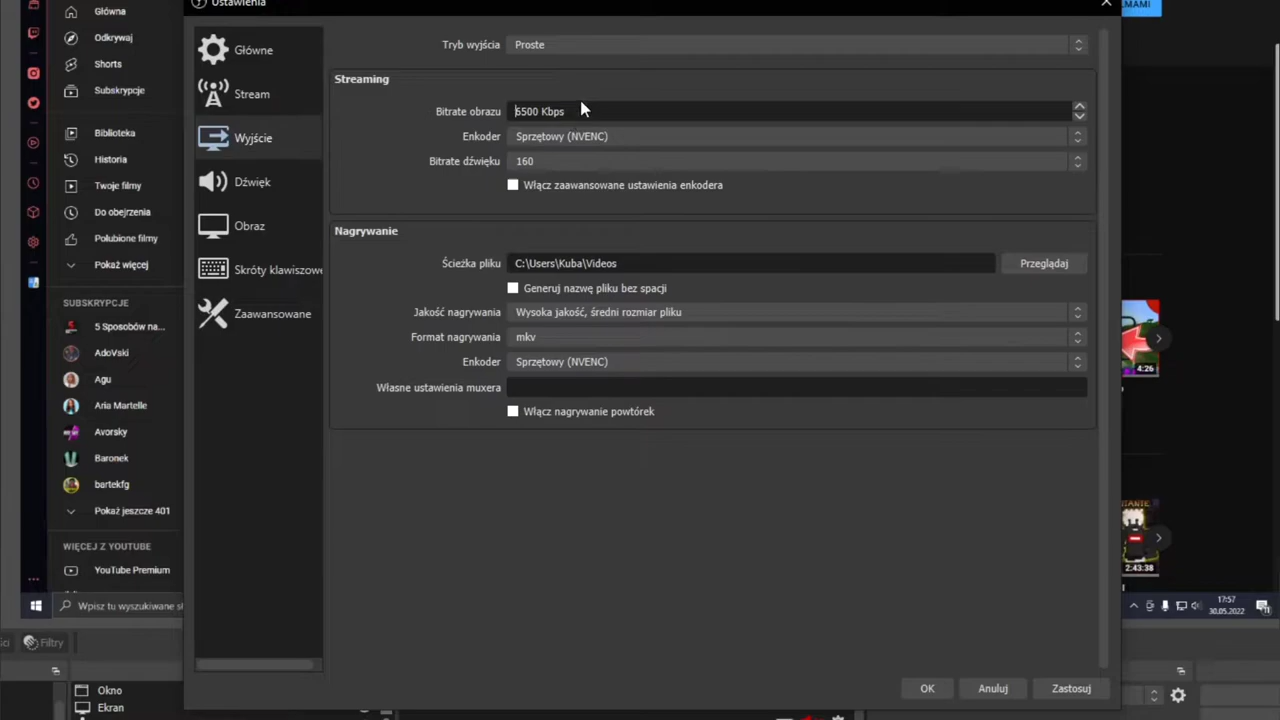 Ustawienia
Główne
Stream
Wyjście
Dźwięk
Obraz
Skróty klawiszowe
Zaawansowane
Tryb wyjścia Proste
Streaming
Bitrate obrazu 6500 Kbps
Enkoder Sprzętowy (NVENC)
Bitrate dźwięku 160
Włącz zaawansowane ustawienia enkodera
Nagrywanie
Ścieżka pliku C:\Users\Kuba\Videos Przeglądaj
Generuj nazwę pliku bez spacji
Jakość nagrywania Wysoka jakość, średni rozmiar pliku
Format nagrywania mkv
Enkoder Sprzętowy (NVENC)
Własne ustawienia muxera
Włącz nagrywanie powtórek
OK Anuluj Zastosuj
Główna
Odkrywaj
Shorts
Subskrypcje
Biblioteka
Historia
Twoje filmy
Do obejrzenia
Polubione filmy
Pokaż więcej
SUBSKRYPCJE
5 Sposobów na...
AdoVski
Agu
Aria Martelle
Avorsky
Baronek
bartekfg
Pokaż jeszcze 401
WIĘCEJ Z YOUTUBE
YouTube Premium
Wpisz tu wyszukiwane
Filtry
Okno
Ekran
4:26
2:43:38
17:57
30.05.2022